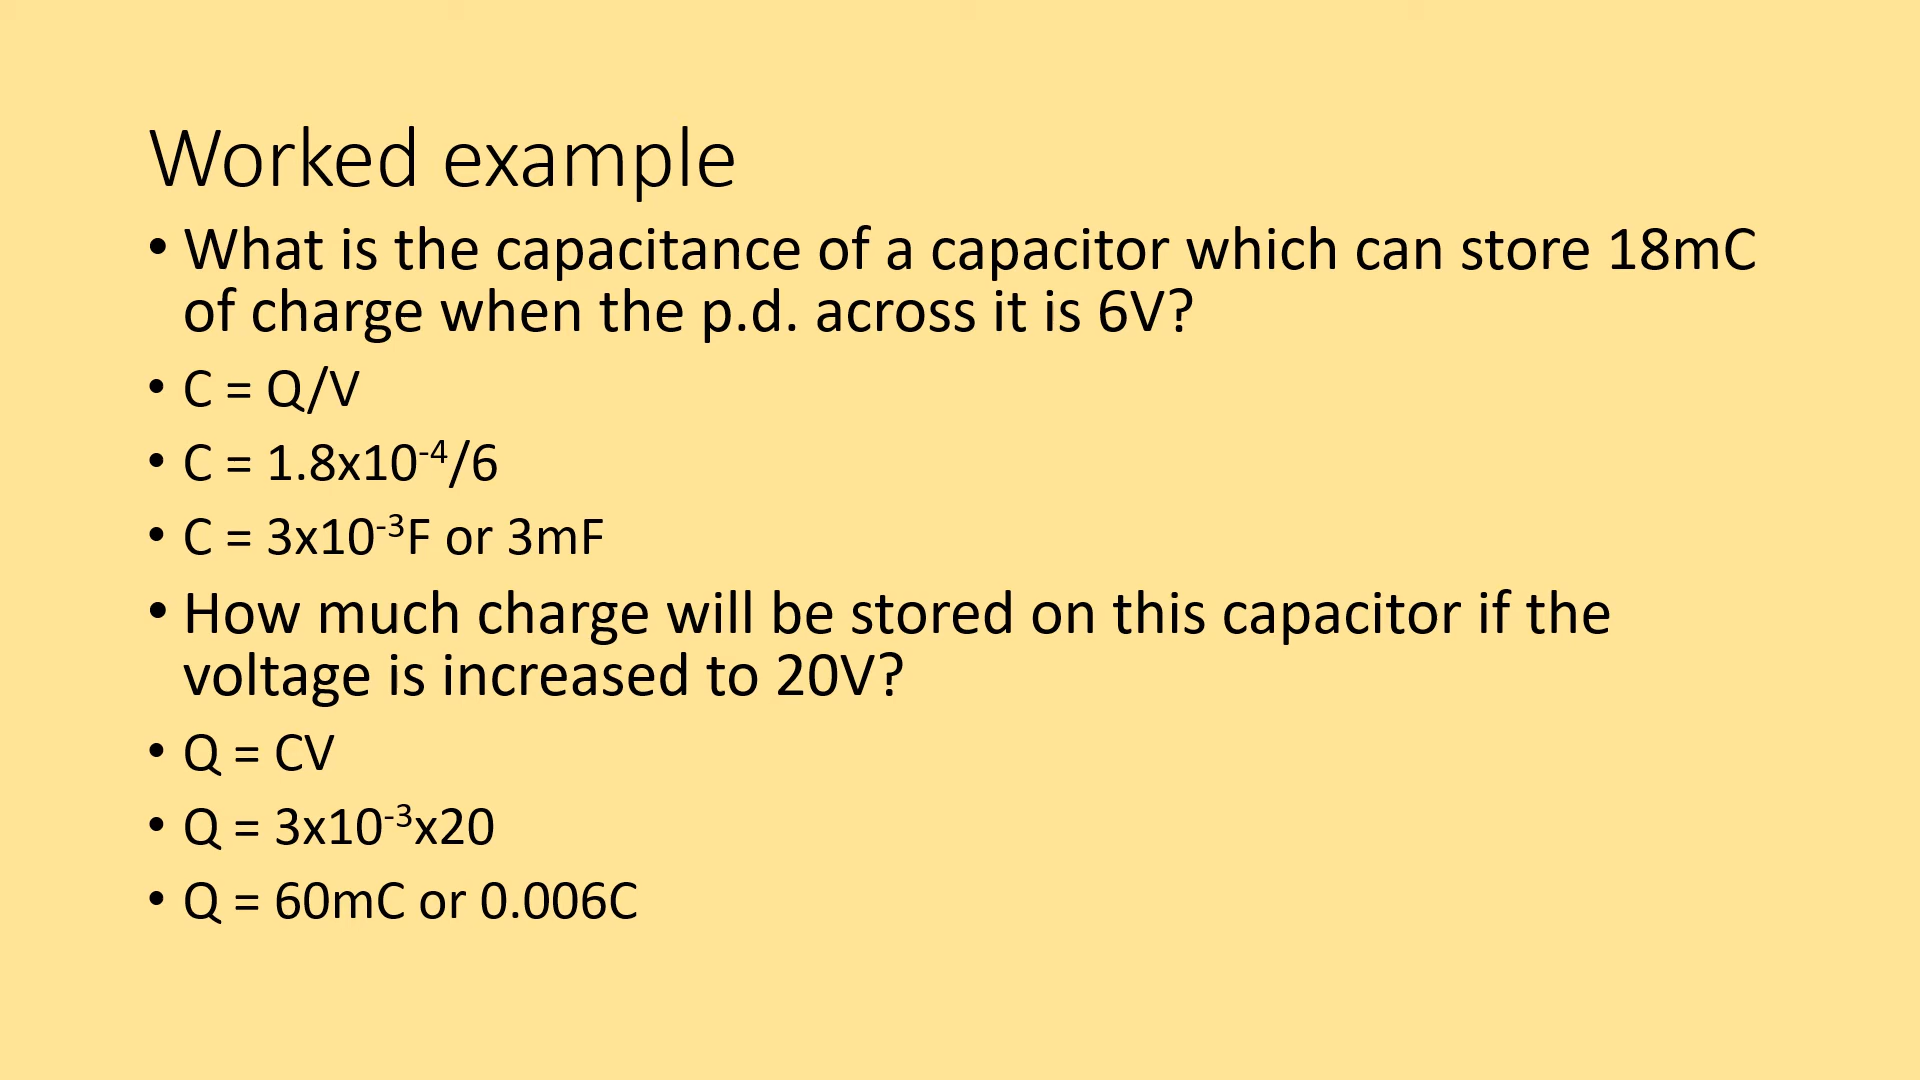 Worked example
• What is the capacitance of a capacitor which can store 18mC
of charge when the p.d. across it is 6V?
• C = Q/V
• C = 1.8x10⁻⁴/6
• C = 3x10⁻³F or 3mF
• How much charge will be stored on this capacitor if the
voltage is increased to 20V?
• Q = CV
• Q = 3x10⁻³x20
• Q = 60mC or 0.006C